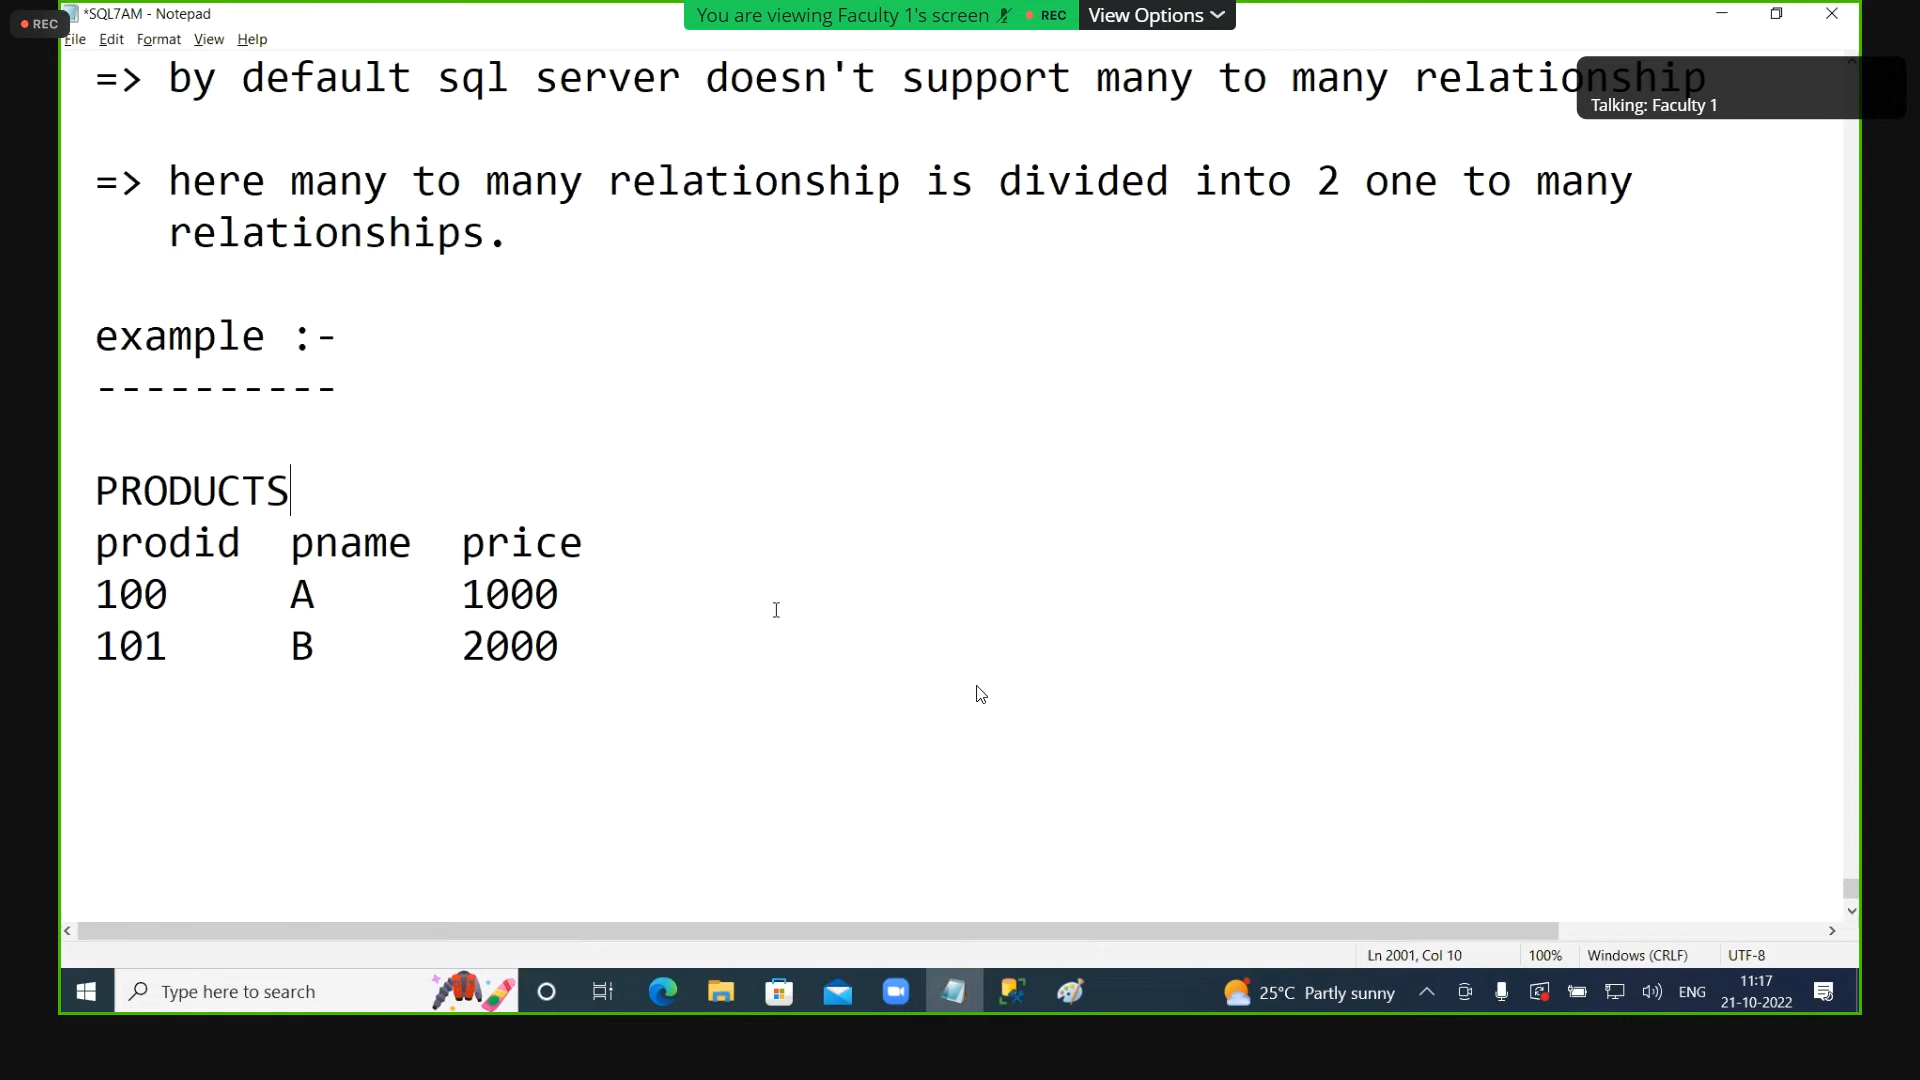 REC
*SQL7AM - Notepad
You are viewing Faculty 1's screen REC View Options
File Edit Format View Help
=> by default sql server doesn't support many to many relationship
Talking: Faculty 1
=> here many to many relationship is divided into 2 one to many
relationships.
example :-
----------
PRODUCTS
prodid pname price
100 A 1000
101 B 2000
Ln 2001, Col 10 100% Windows (CRLF) UTF-8
Type here to search
25°C Partly sunny
ENG
11:17
21-10-2022